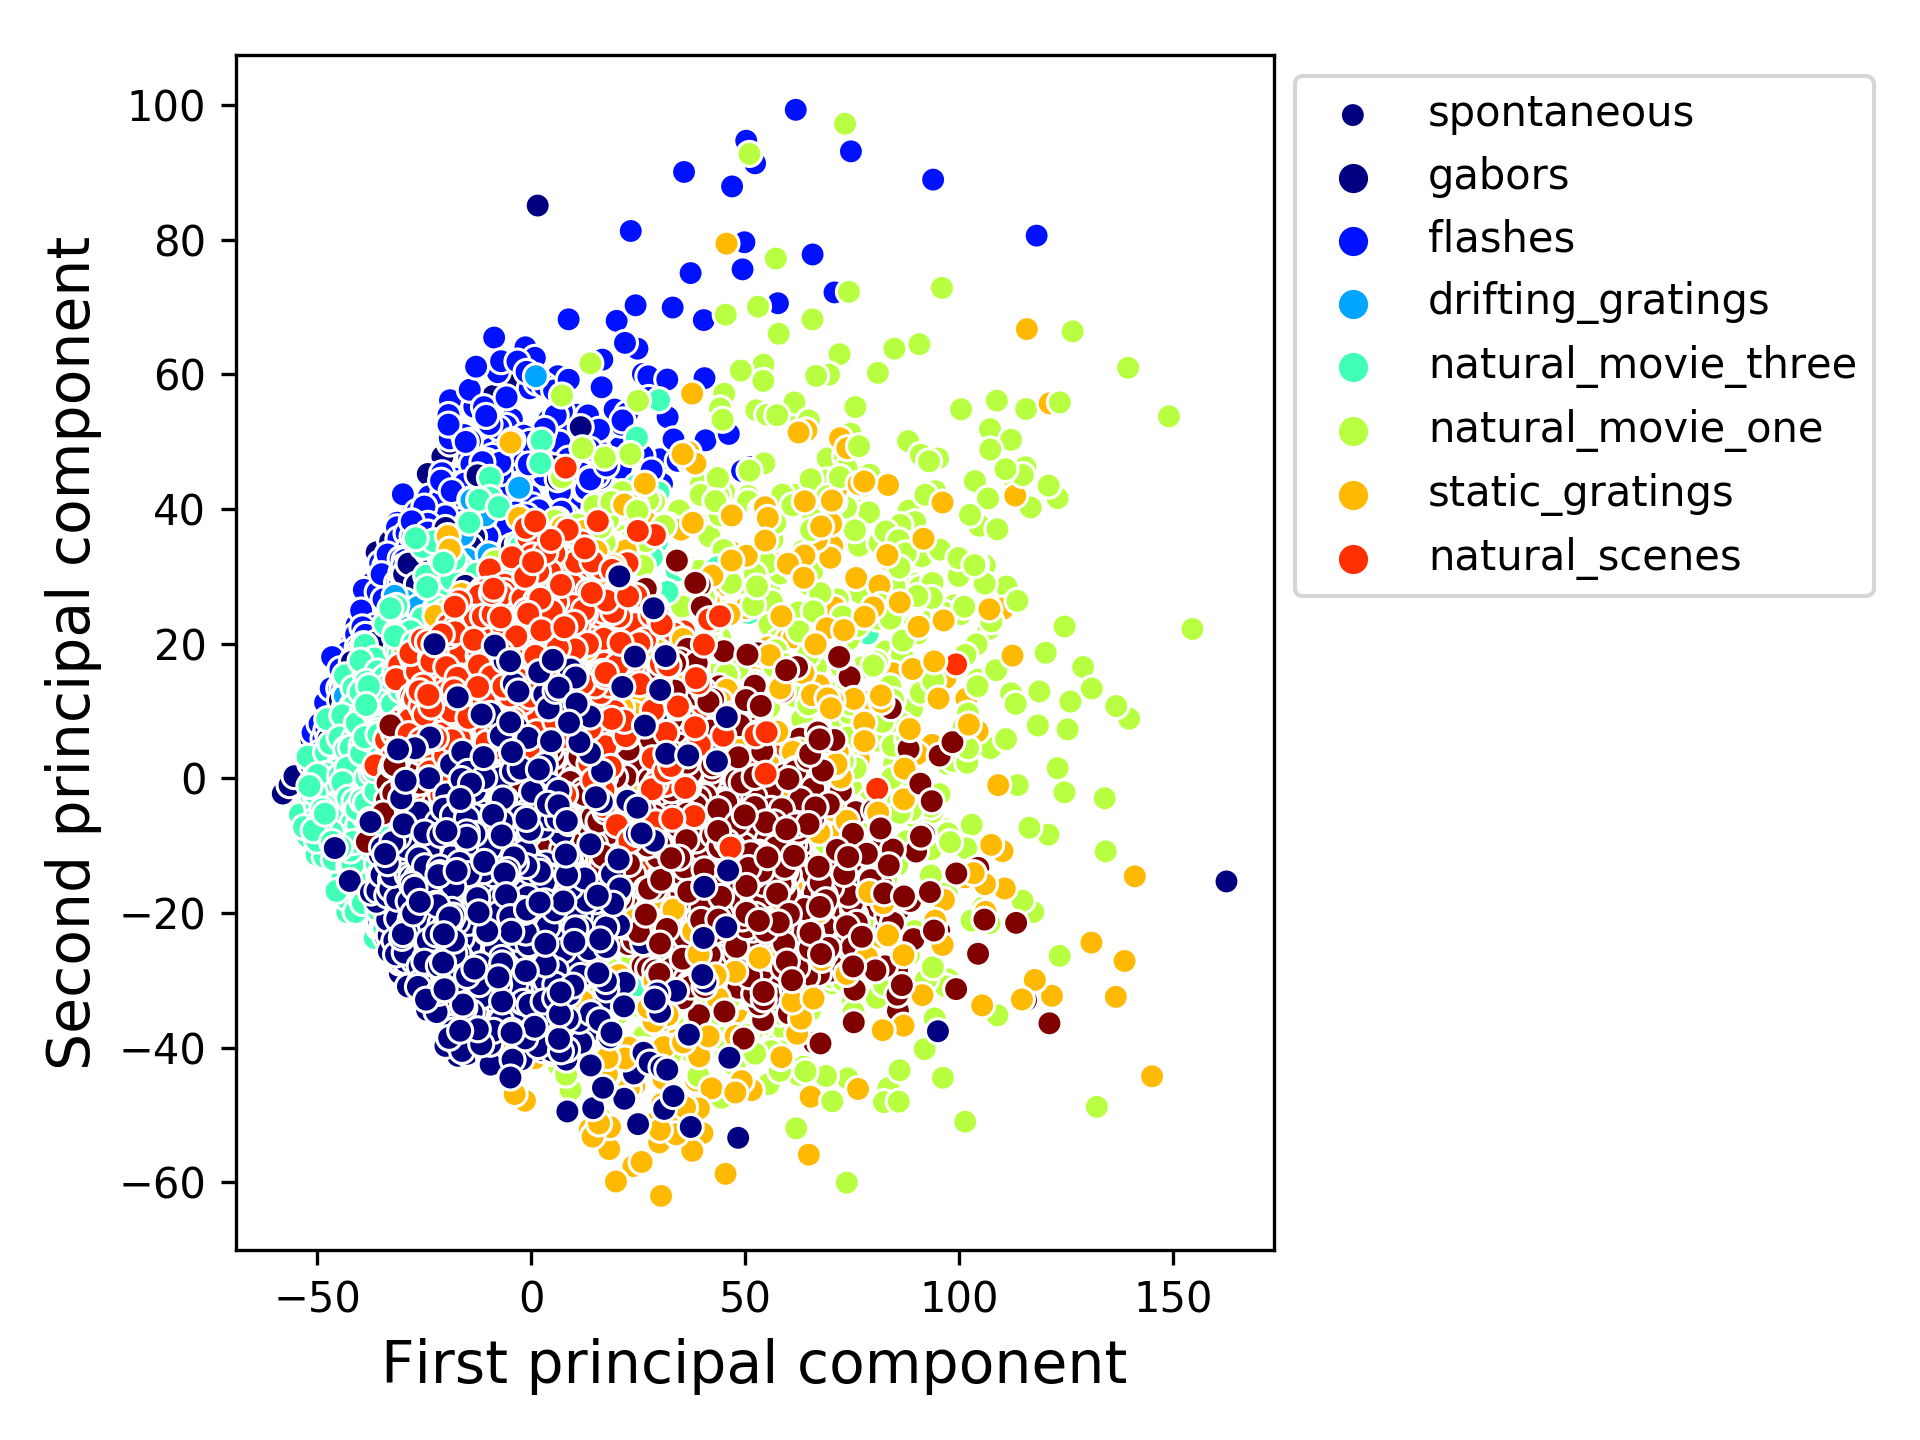 100
80
60
40
20
0
−20
−40
−60
−50
0
50
100
150
First principal component
Second principal component
spontaneous
gabors
flashes
drifting_gratings
natural_movie_three
natural_movie_one
static_gratings
natural_scenes